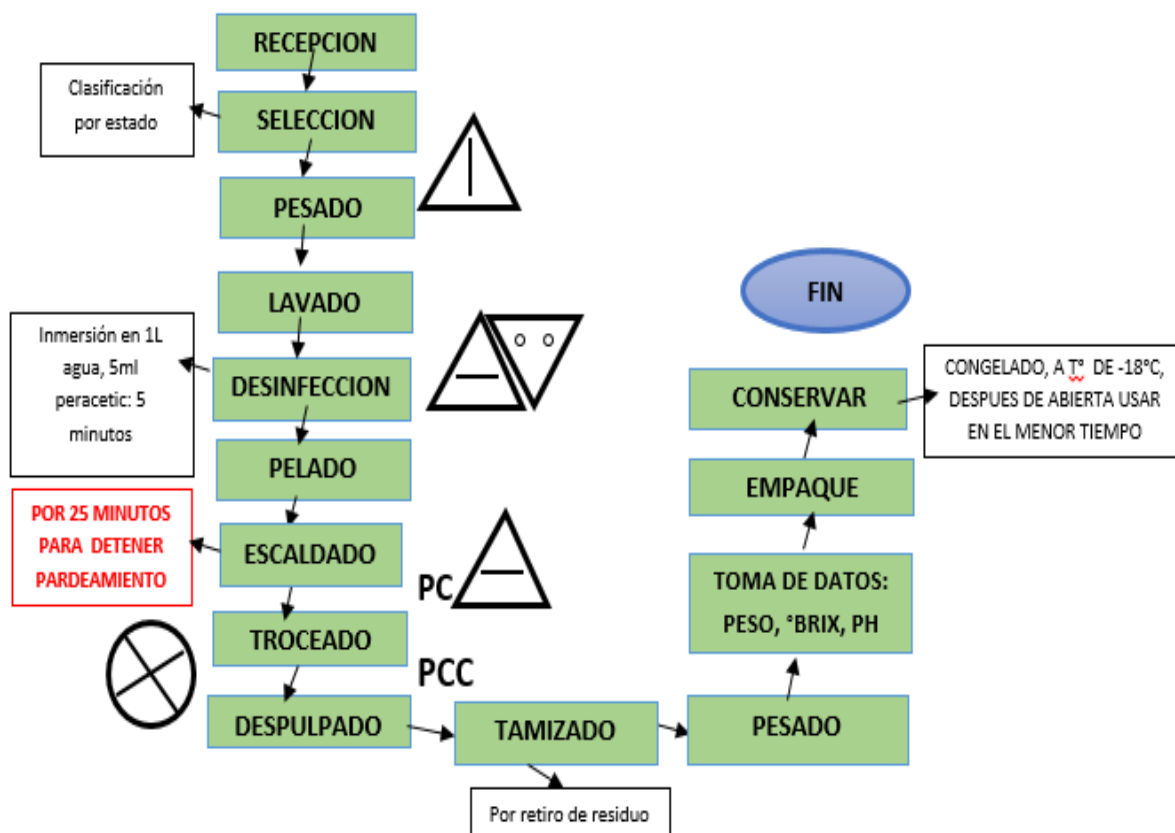 RECEPCION
Clasificación
por estado
SELECCION
PESADO
LAVADO
Inmersión en 1L
agua, 5ml
peracetic: 5
minutos
DESINFECCION
PELADO
POR 25 MINUTOS
PARA DETENER
PARDEAMIENTO
ESCALDADO
PC
TROCEADO
PCC
DESPULPADO
TAMIZADO
Por retiro de residuo
PESADO
TOMA DE DATOS:
PESO, °BRIX, PH
EMPAQUE
CONSERVAR
CONGELADO, A T° DE -18°C,
DESPUES DE ABIERTA USAR
EN EL MENOR TIEMPO
FIN